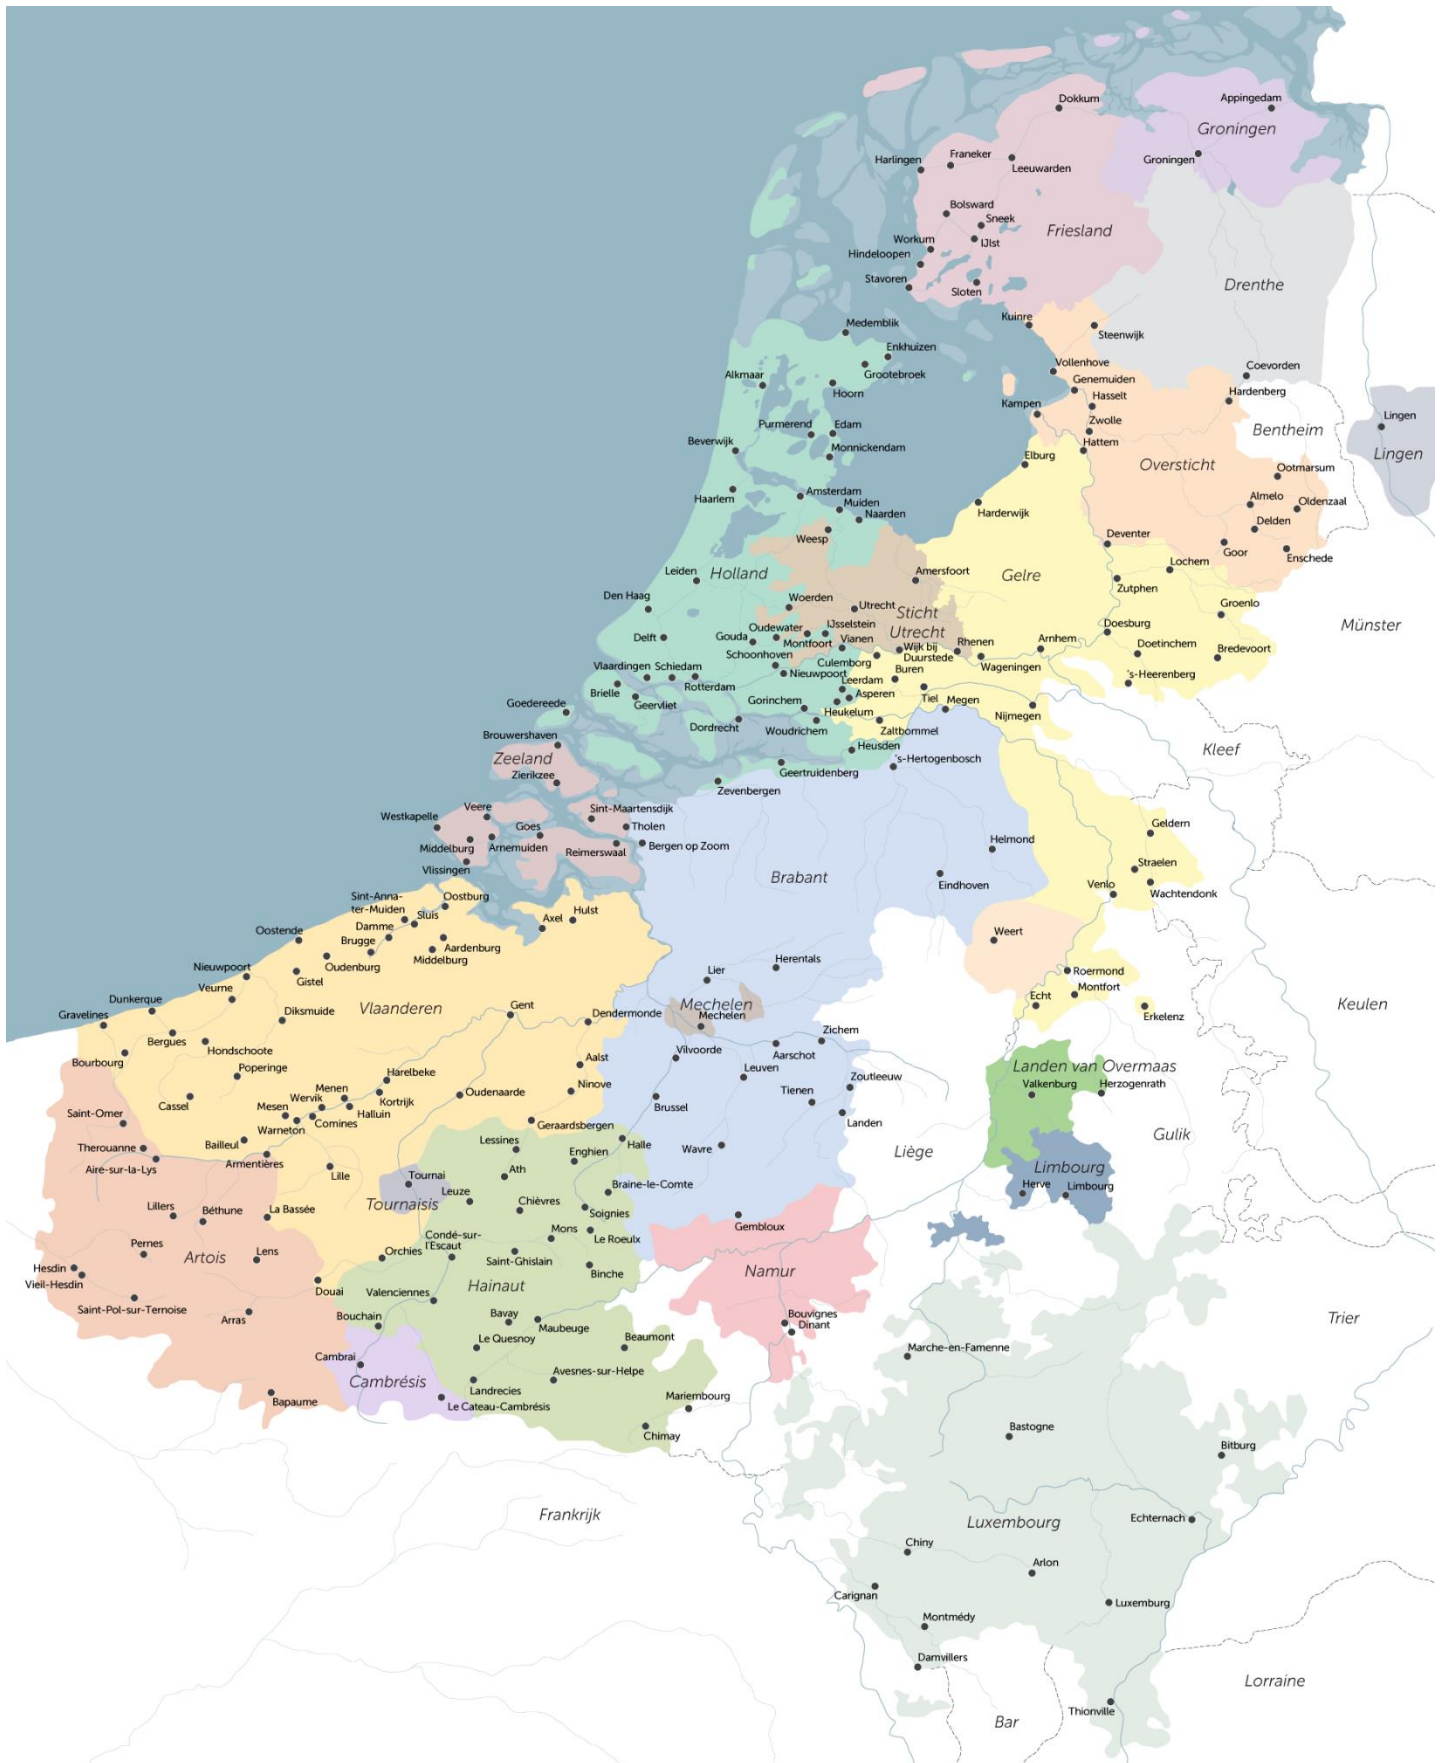 Dokkum
Appingedam
Groningen
Groningen
Harlingen
Franeker
Leeuwarden
Bolsward
Sneek
IJlst
Friesland
Workum
Hindeloopen
Stavoren
Sloten
Drenthe
Kuinre
Steenwijk
Medemblik
Enkhuizen
Grootebroek
Alkmaar
Hoorn
Vollenhove
Genemuiden
Coevorden
Hasselt
Hardenberg
Kampen
Zwolle
Lingen
Bentheim
Purmerend
Edam
Monnickendam
Beverwijk
Hattem
Elburg
Oversticht
Lingen
Ootmarsum
Haarlem
Amsterdam
Muiden
Naarden
Harderwijk
Almelo
Oldenzaal
Delden
Weesp
Deventer
Goor
Enschede
Leiden
Holland
Amersfoort
Gelre
Lochem
Zutphen
Den Haag
Woerden
Utrecht
Sticht
Utrecht
Groenlo
Münster
Delft
Gouda
Oudewater
IJsselstein
Montfoort
Vianen
Wijk bij
Duurstede
Rhenen
Arnhem
Doesburg
Doetinchem
Bredevoort
Schoonhoven
Culemborg
Wageningen
Vlaardingen
Schiedam
Nieuwpoort
Buren
's-Heerenberg
Brielle
Geervliet
Rotterdam
Leerdam
Asperen
Tiel
Megen
Nijmegen
Goedereede
Gorinchem
Heukelum
Dordrecht
Woudrichem
Zaltbommel
Brouwershaven
Heusden
Kleef
Zeeland
Zierikzee
Geertruidenberg
's-Hertogenbosch
Zevenbergen
Westkapelle
Veere
Sint-Maartensdijk
Goes
Tholen
Middelburg
Arnemuiden
Reimerswaal
Bergen op Zoom
Helmond
Geldern
Vlissingen
Brabant
Eindhoven
Straelen
Venlo
Wachtendonk
Sint-Anna-
ter-Muiden
Oostburg
Sluis
Axel
Hulst
Oostende
Damme
Brugge
Aardenburg
Middelburg
Weert
Oudenburg
Nieuwpoort
Gistel
Lier
Herentals
Roermond
Veurne
Montfort
Dunkerque
Vlaanderen
Gent
Mechelen
Echt
Keulen
Gravelines
Diksmuide
Dendermonde
Mechelen
Erkelenz
Bergues
Hondschoote
Zichem
Bourbourg
Aalst
Vilvoorde
Aarschot
Landen van Overmaas
Poperinge
Harelbeke
Leuven
Zoutleeuw
Valkenburg
Herzogenrath
Cassel
Menen
Wervik
Mesen
Kortrijk
Oudenaarde
Ninove
Brussel
Tienen
Saint-Omer
Halluin
Comines
Warneton
Geraardsbergen
Landen
Therouanne
Bailleul
Lessines
Halle
Gulik
Aire-sur-la-Lys
Armentières
Enghien
Wavre
Liège
Lille
Tournai
Ath
Limbourg
Braine-le-Comte
Herve
Limbourg
Tournaisis
Leuze
Chièvres
Lillers
Béthune
La Bassée
Soignies
Gembloux
Condé-sur-
l'Escaut
Mons
Le Roeulx
Pernes
Artois
Lens
Orchies
Saint-Ghislain
Hesdin
Binche
Namur
Vieil-Hesdin
Hainaut
Douai
Valenciennes
Saint-Pol-sur-Ternoise
Arras
Bouchain
Bavay
Maubeuge
Bouvignes
Dinant
Trier
Le Quesnoy
Beaumont
Marche-en-Famenne
Cambrai
Avesnes-sur-Helpe
Cambrésis
Landrecies
Bapaume
Le Cateau-Cambrésis
Mariembourg
Chimay
Bastogne
Bitburg
Frankrijk
Luxembourg
Echternach
Chiny
Arlon
Carignan
Luxemburg
Montmédy
Damvillers
Lorraine
Thionville
Bar